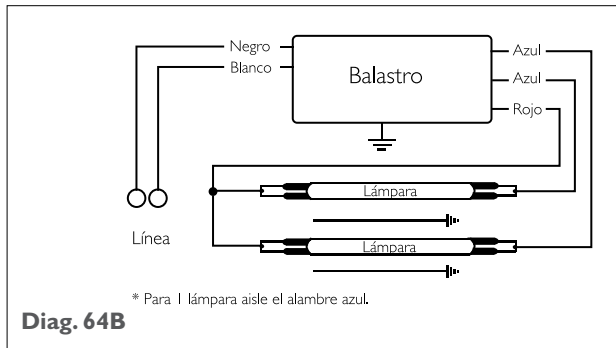 Negro
Blanco
Balastro
Azul
Azul
Rojo
Lámpara
Línea
Lámpara
* Para 1 lámpara aisle el alambre azul.
Diag. 64B